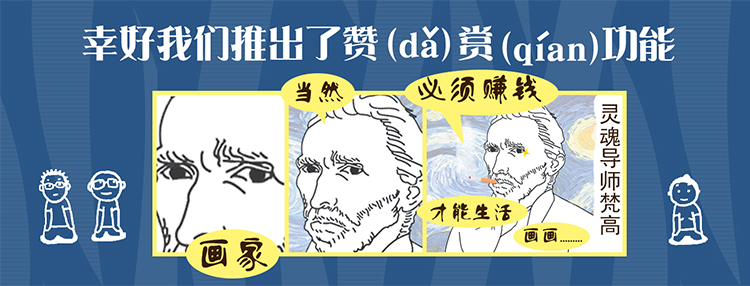 幸好我们推出了赞(dǎ)赏(qían)功能
画家
当然
必须赚钱
才能生活
画画.........
灵魂导师梵高